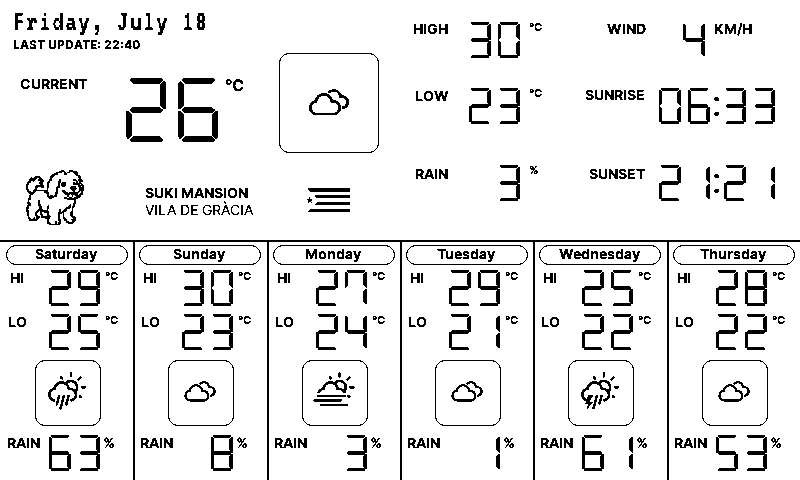 Friday, July 18
LAST UPDATE: 22:40
CURRENT 26 °C
HIGH 30 °C
WIND 4 KM/H
LOW 23 °C
SUNRISE 06:33
RAIN 3 %
SUNSET 21:21
SUKI MANSION
VILA DE GRÀCIA
Saturday
HI 29 °C
LO 25 °C
RAIN 63 %
Sunday
HI 30 °C
LO 23 °C
RAIN 8 %
Monday
HI 27 °C
LO 24 °C
RAIN 3 %
Tuesday
HI 29 °C
LO 21 °C
RAIN 1 %
Wednesday
HI 25 °C
LO 22 °C
RAIN 61 %
Thursday
HI 28 °C
LO 22 °C
RAIN 53 %